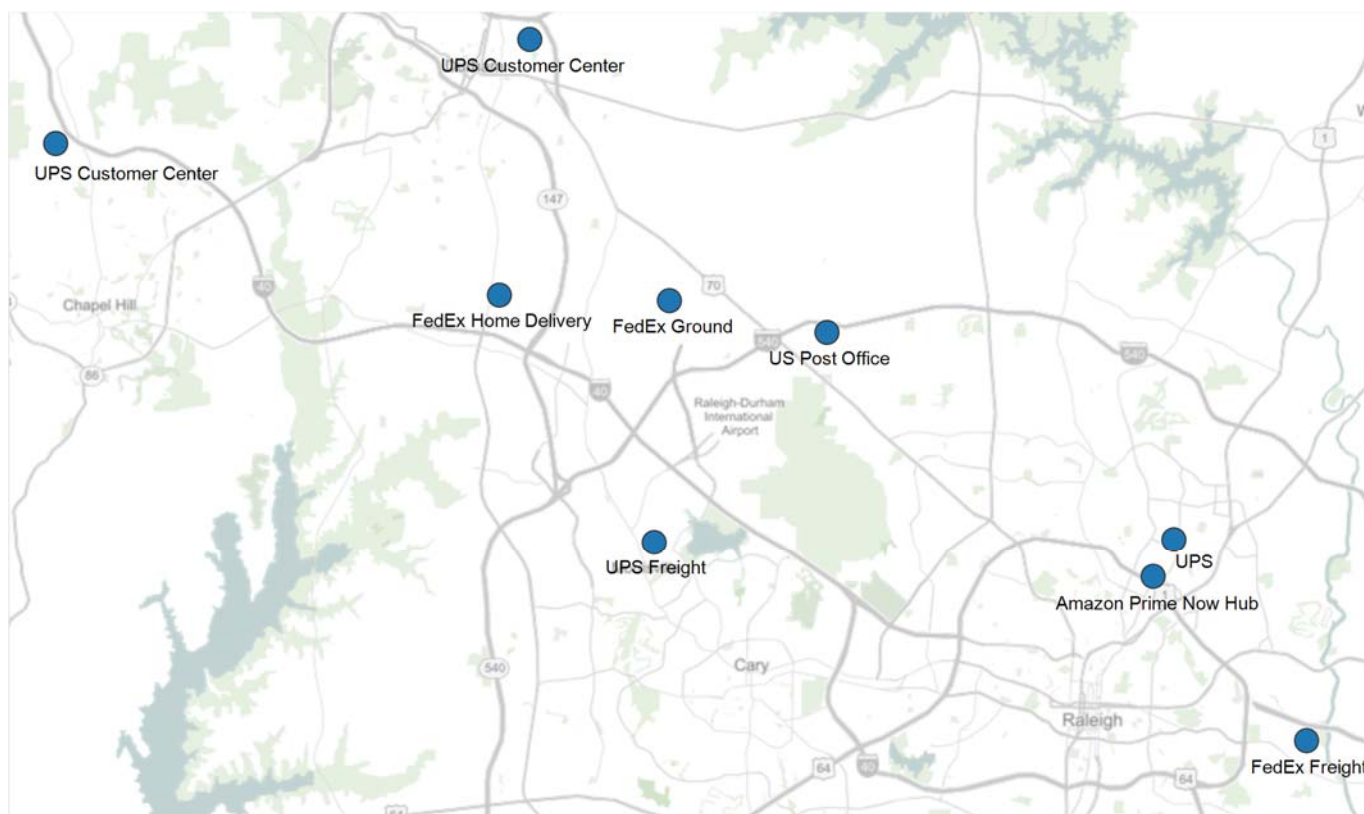 UPS Customer Center
W
1
UPS Customer Center
147
40
70
Chapel Hill
FedEx Home Delivery
FedEx Ground
540
US Post Office
540
86
40
Raleigh-Durham
International
Airport
UPS Freight
UPS
1
Amazon Prime Now Hub
540
Cary
Raleigh
64
40
FedEx Freight
64
64